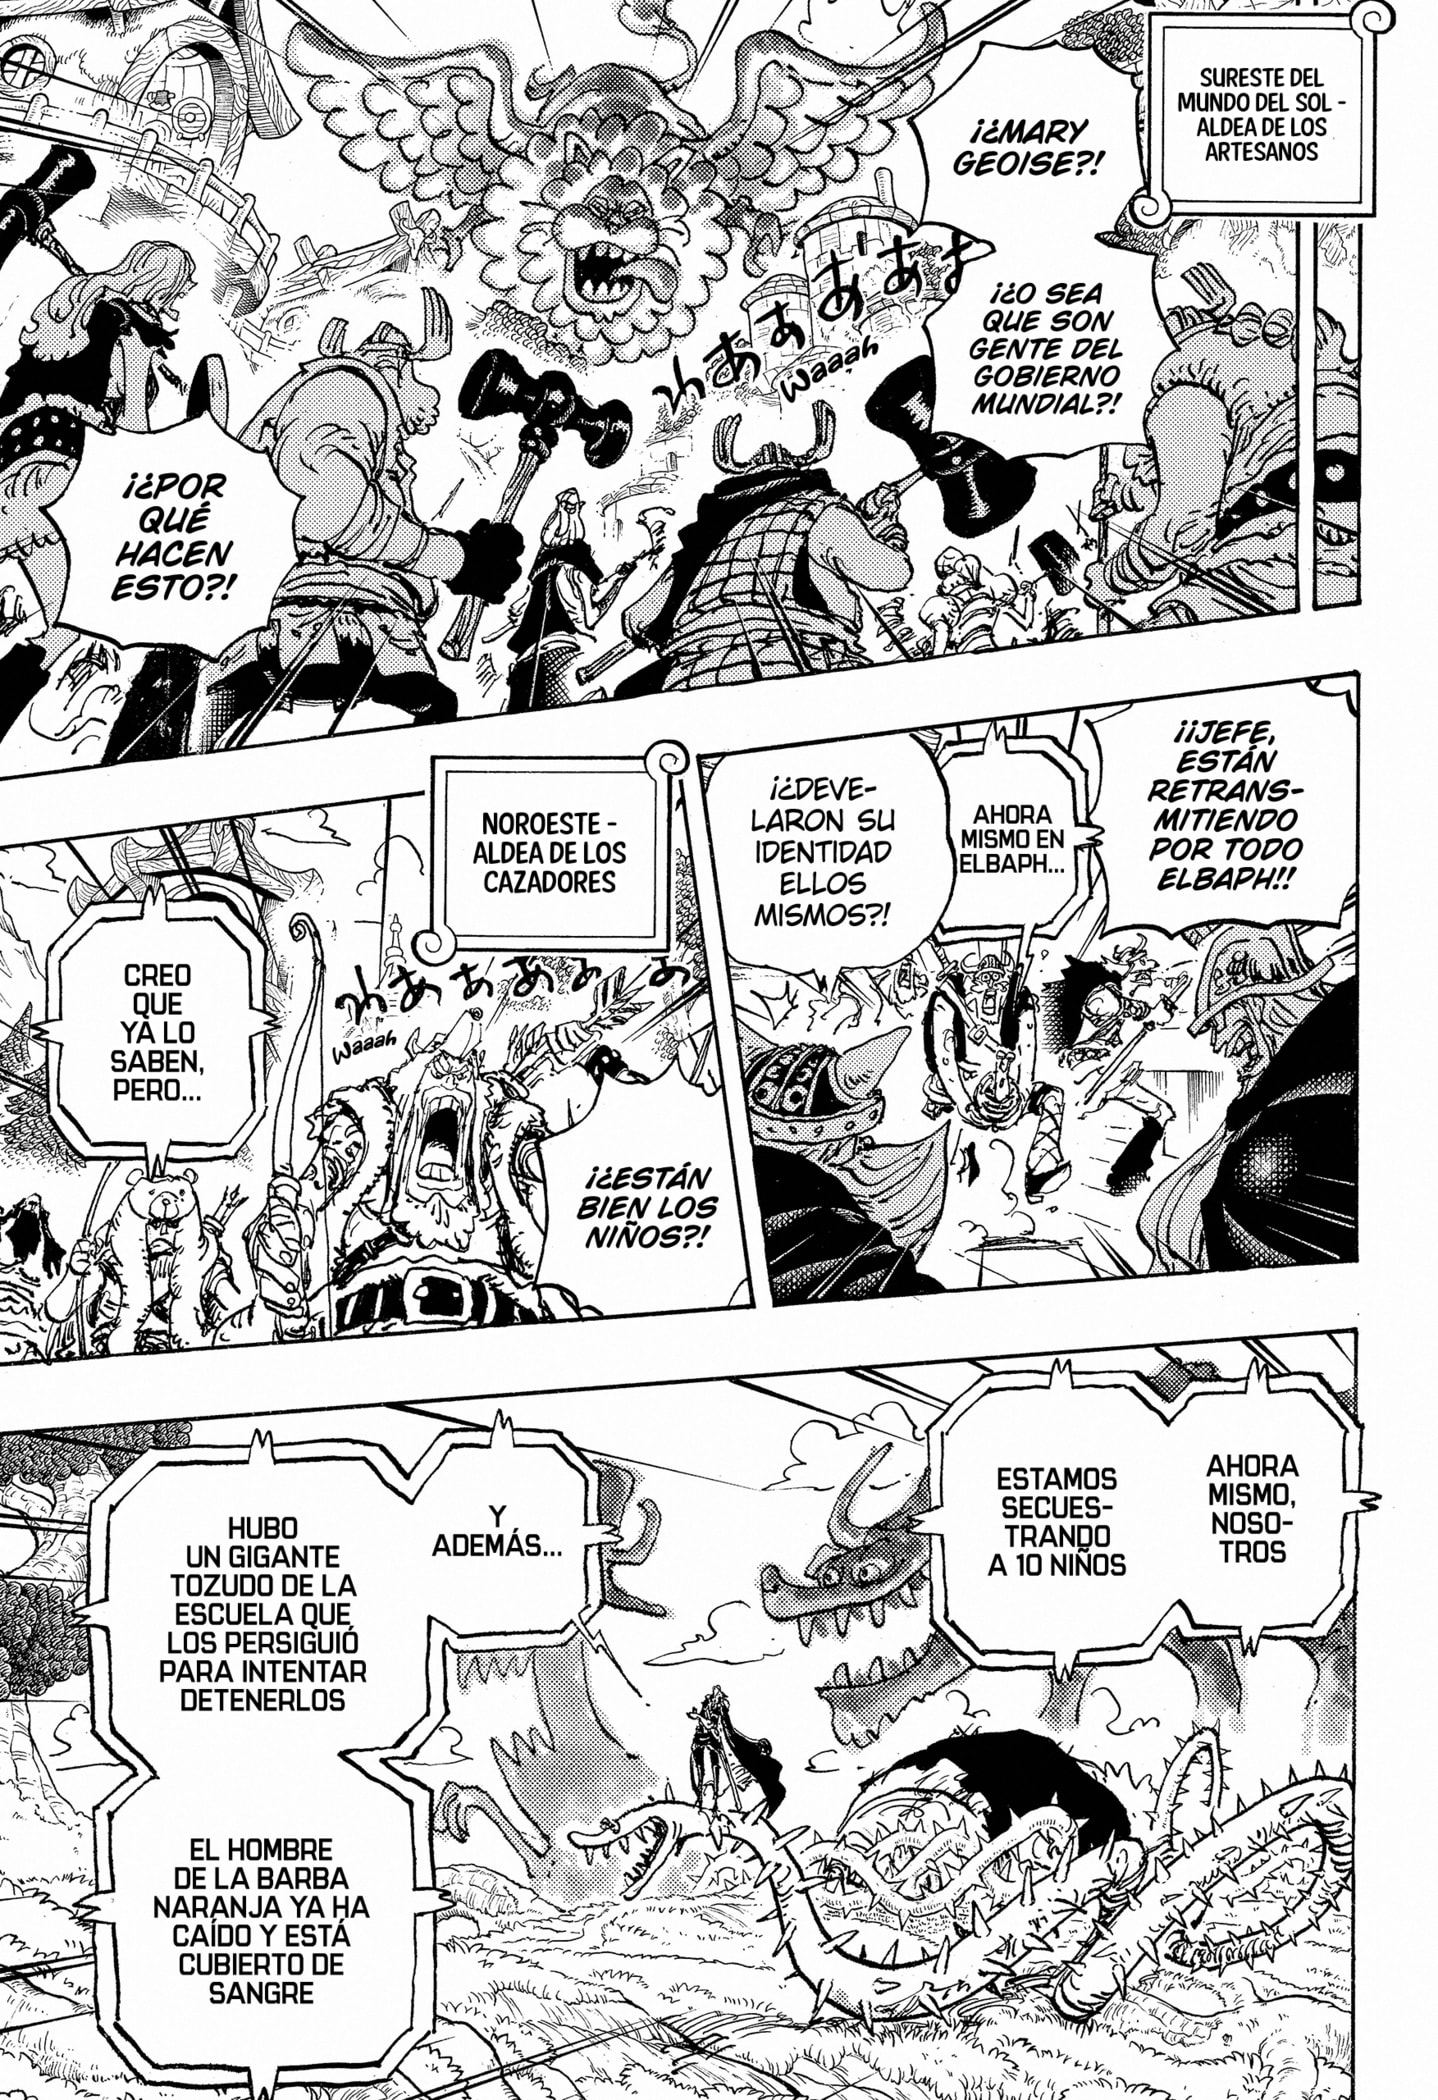 SURESTE DEL
MUNDO DEL SOL -
ALDEA DE LOS
ARTESANOS
¡¿MARY
GEOISE?!
¡¿O SEA
QUE SON
GENTE DEL
GOBIERNO
MUNDIAL?!
わあぁぁあああ
Waaah
¡¿POR
QUÉ
HACEN
ESTO?!
¡¡JEFE,
ESTÁN
RETRANS-
MITIENDO
POR TODO
ELBAPH!!
AHORA
MISMO EN
ELBAPH...
¡¿DEVE-
LARON SU
IDENTIDAD
ELLOS
MISMOS?!
NOROESTE -
ALDEA DE LOS
CAZADORES
わあぁあぁぁ
Waaah
¡¿ESTÁN
BIEN LOS
NIÑOS?!
CREO
QUE
YA LO
SABEN,
PERO...
AHORA
MISMO,
NOSO-
TROS
ESTAMOS
SECUES-
TRANDO
A 10 NIÑOS
Y
ADEMÁS...
HUBO
UN GIGANTE
TOZUDO DE LA
ESCUELA QUE
LOS PERSIGUIÓ
PARA INTENTAR
DETENERLOS
EL HOMBRE
DE LA BARBA
NARANJA YA HA
CAÍDO Y ESTÁ
CUBIERTO DE
SANGRE